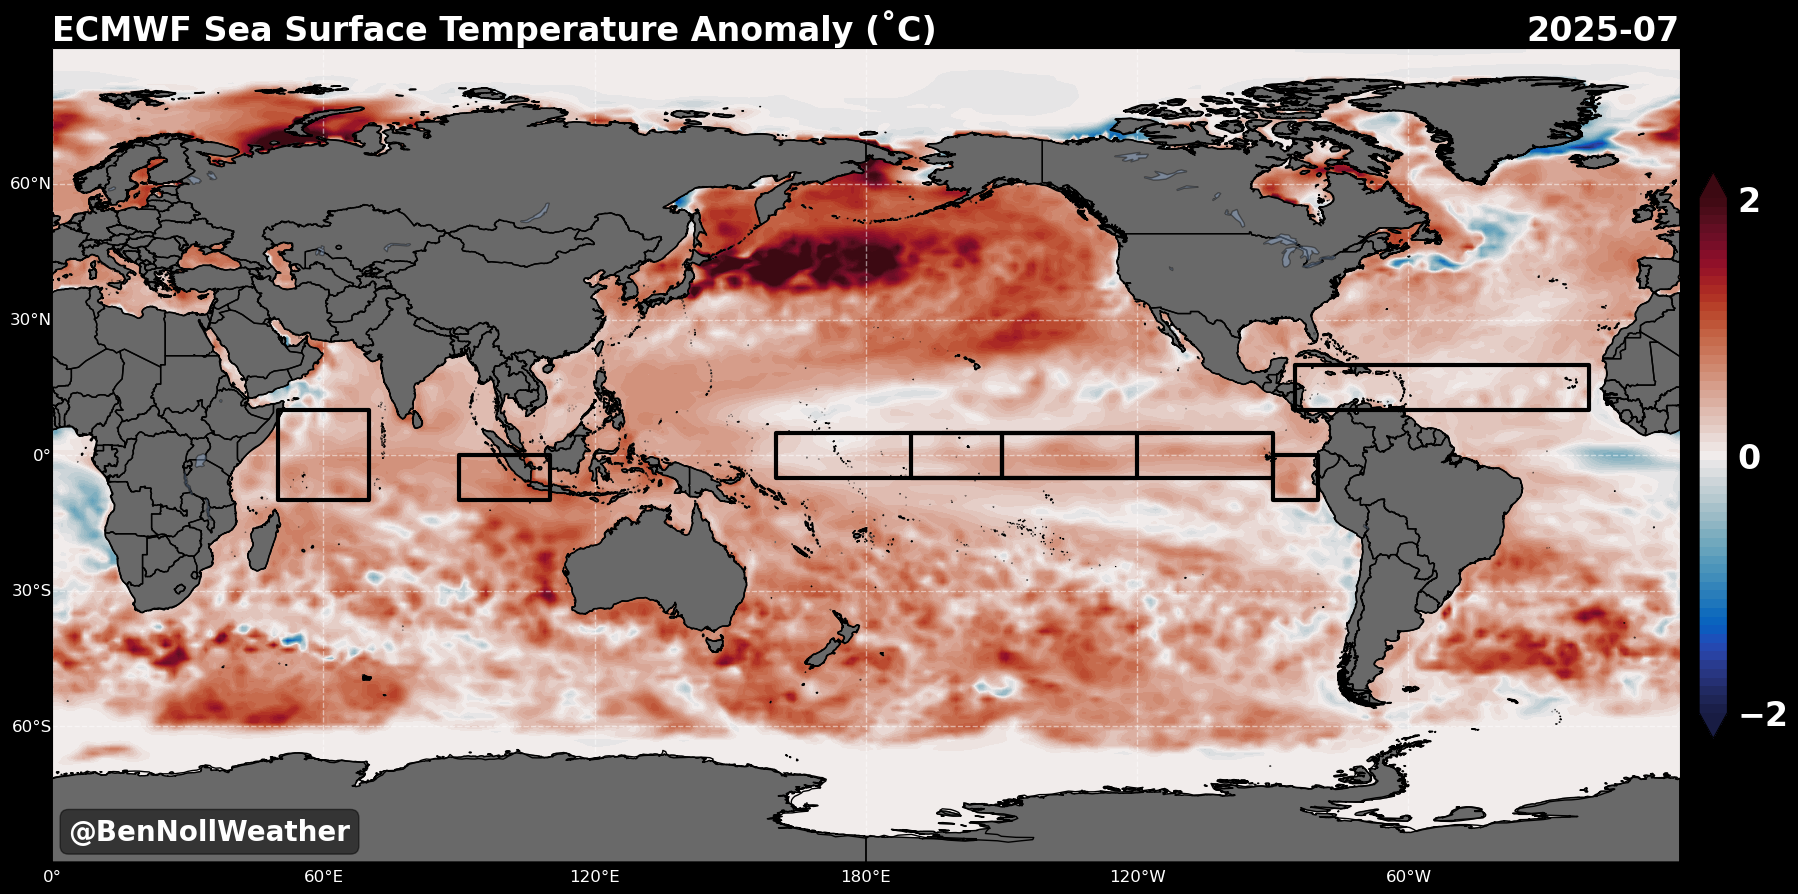 ECMWF Sea Surface Temperature Anomaly (˚C)
2025-07
60°N
30°N
0°
30°S
60°S
0°
60°E
120°E
180°E
120°W
60°W
2
0
−2
@BenNollWeather